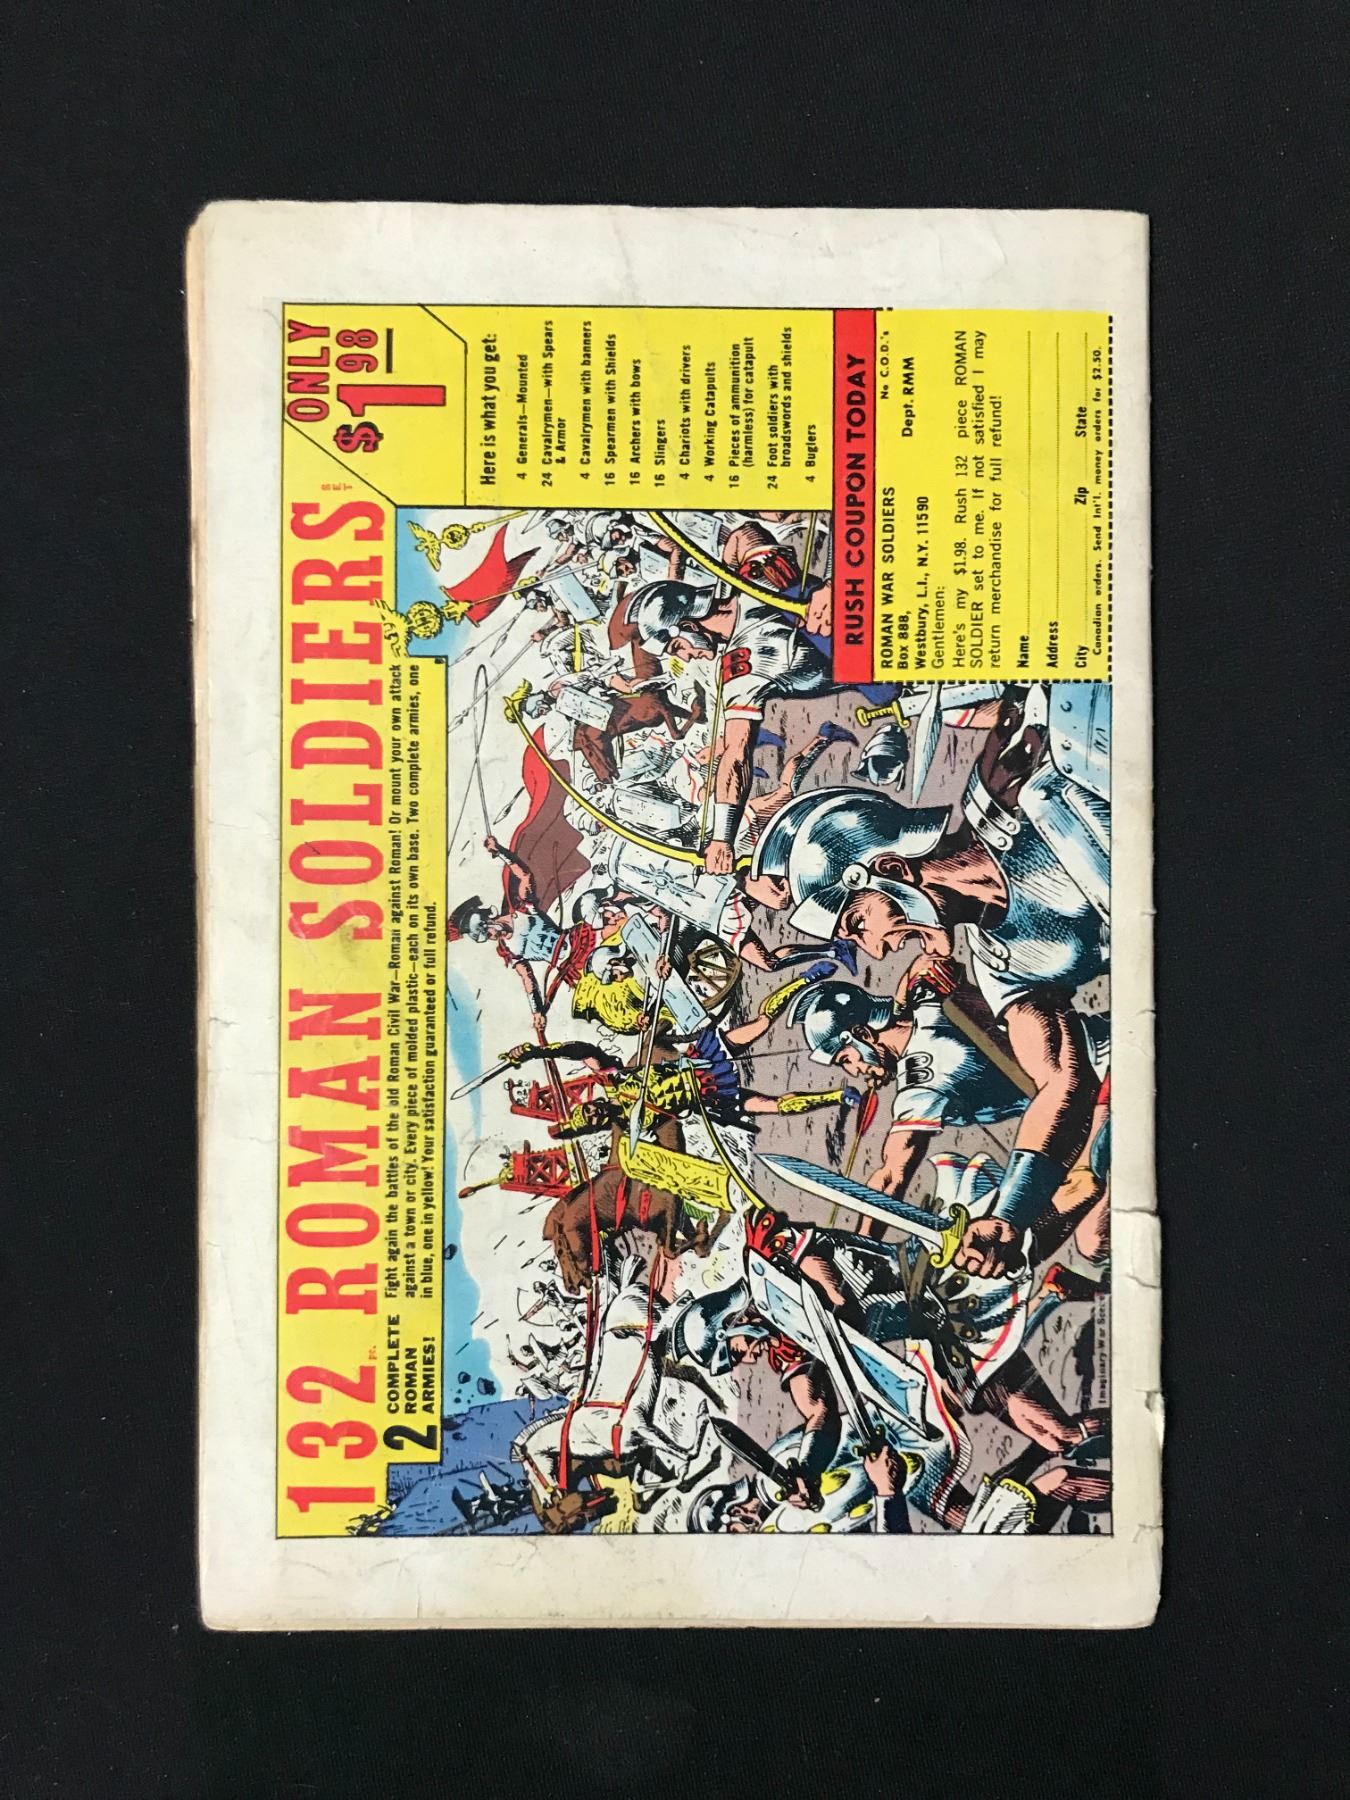 132 PC. ROMAN SOLDIERS SET
ONLY
$1.98
2 COMPLETE
ROMAN
ARMIES!
Fight again the battles of the old Roman Civil War—Roman against Roman! Or mount your own attack
against a town or city. Every piece of molded plastic—each on its own base. Two complete armies, one
in blue, one in yellow! Your satisfaction guaranteed or full refund.
Here is what you get:
4 Generals—Mounted
24 Cavalrymen—with Spears
& Armor
4 Cavalrymen with banners
16 Spearmen with Shields
16 Archers with bows
16 Slingers
4 Chariots with drivers
4 Working Catapults
16 Pieces of ammunition
(harmless) for catapult
24 Foot soldiers with
broadswords and shields
4 Buglers
RUSH COUPON TODAY
ROMAN WAR SOLDIERS No C.O.D.'s
Box 888, Dept. RMM
Westbury, L.I., N.Y. 11590
Gentlemen:
Here's my $1.98. Rush 132 piece ROMAN
SOLDIER set to me. If not satisfied I may
return merchandise for full refund!
Name
Address
City Zip State
Canadian orders. Send Int'l. money orders for $2.50.
Imaginary War Scene